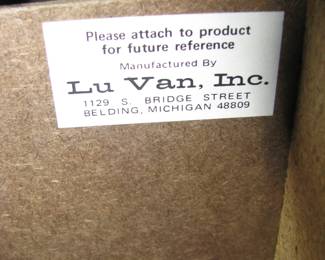 Please attach to product
for future reference
Manufactured By
Lu Van, Inc.
1129 S. BRIDGE STREET
BELDING, MICHIGAN 48809